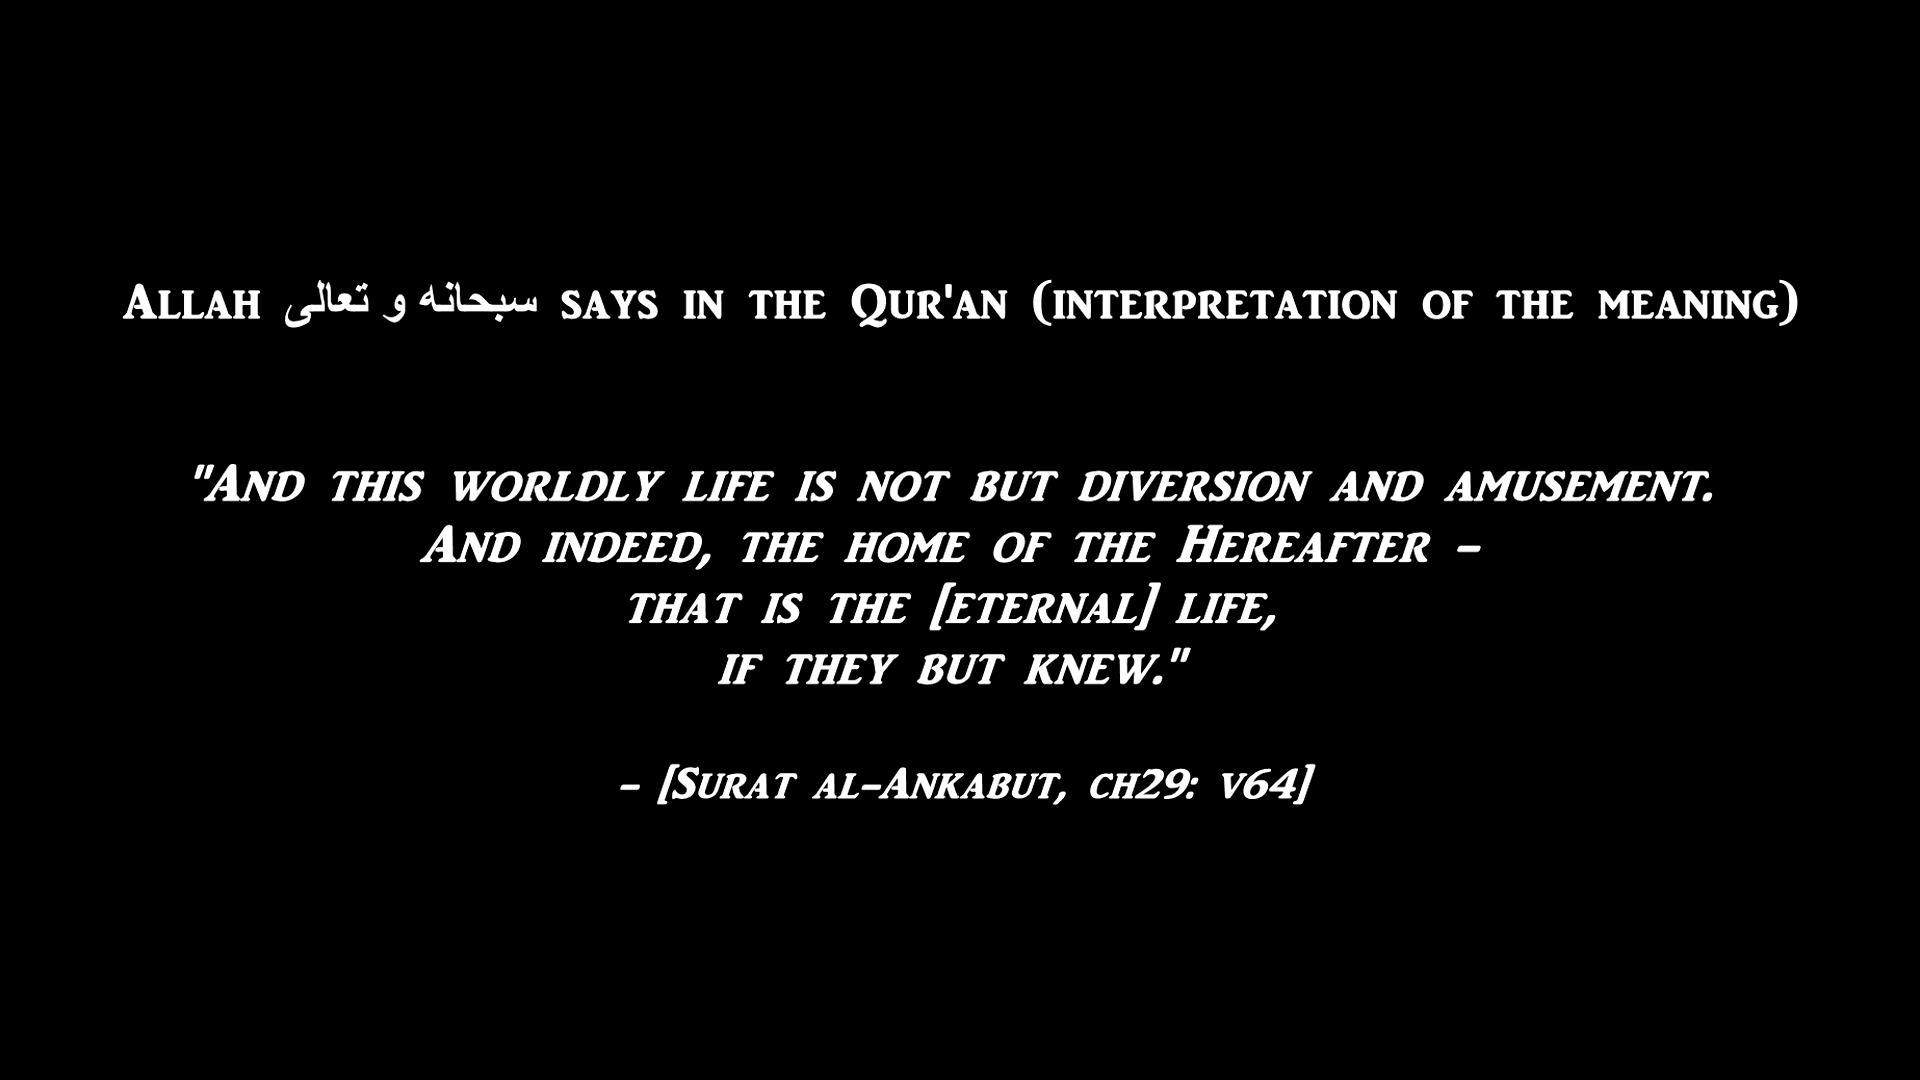 Allah سبحانه و تعالى says in the Qur'an (interpretation of the meaning)
"And this worldly life is not but diversion and amusement.
And indeed, the home of the Hereafter -
that is the [eternal] life,
if they but knew."
- [Surat al-Ankabut, ch29: v64]